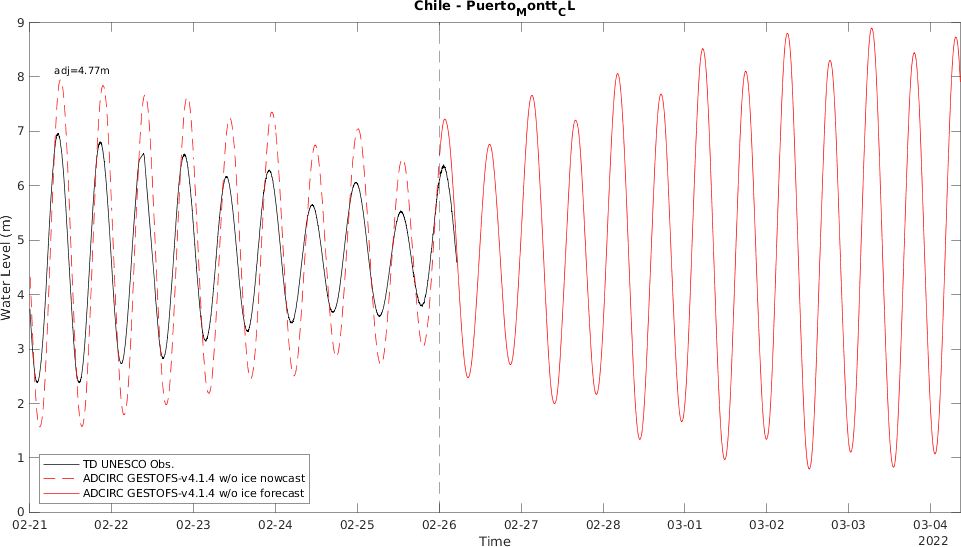 Chile - Puerto_Montt_CL
adj=4.77m
9
8
7
6
5
4
3
2
1
0
Water Level (m)
TD UNESCO Obs.
ADCIRC GESTOFS-v4.1.4 w/o ice nowcast
ADCIRC GESTOFS-v4.1.4 w/o ice forecast
02-21 02-22 02-23 02-24 02-25 02-26 02-27 02-28 03-01 03-02 03-03 03-04
Time
2022